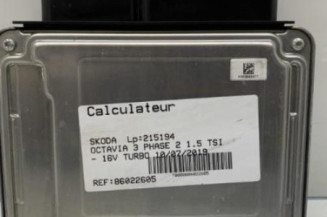 Calculateur
SKODA Lp:215194
OCTAVIA 3 PHASE 2 1.5 TSI
- 16V TURBO 10/07/2019
REF:86022605